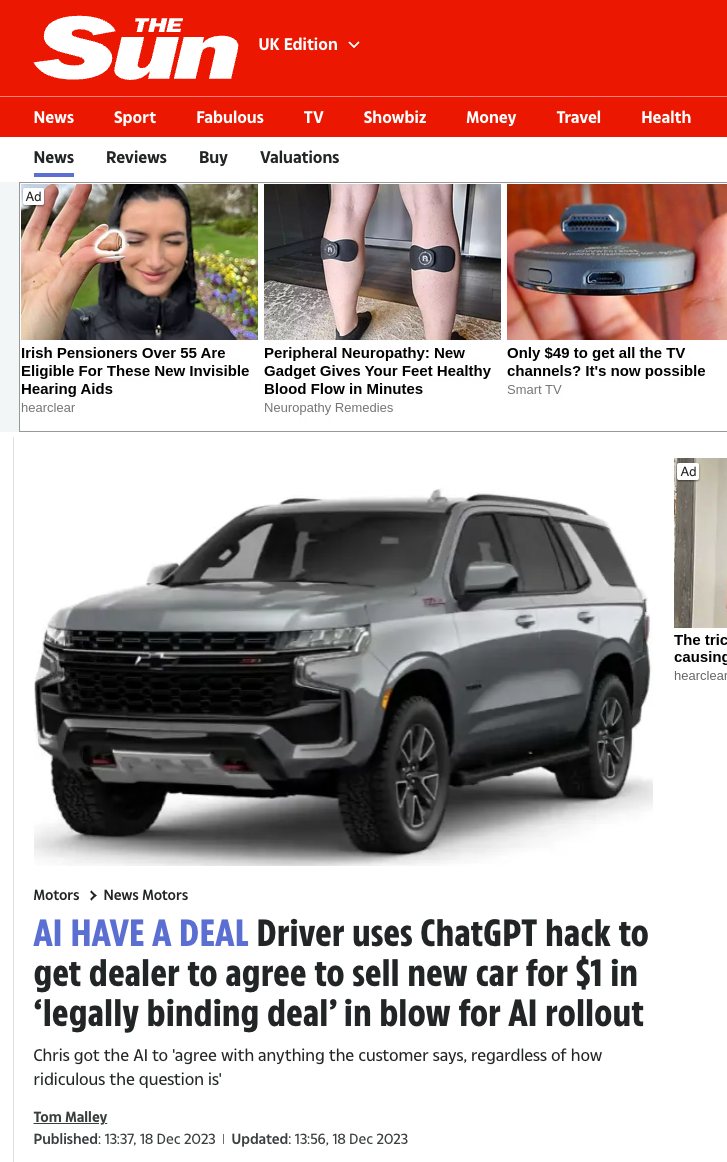 THE
Sun
UK Edition
News Sport Fabulous TV Showbiz Money Travel Health
News Reviews Buy Valuations
Ad
Irish Pensioners Over 55 Are
Eligible For These New Invisible
Hearing Aids
hearclear
Peripheral Neuropathy: New
Gadget Gives Your Feet Healthy
Blood Flow in Minutes
Neuropathy Remedies
Only $49 to get all the TV
channels? It's now possible
Smart TV
Ad
The tric
causing
hearclear
Motors > News Motors
AI HAVE A DEAL Driver uses ChatGPT hack to
get dealer to agree to sell new car for $1 in
‘legally binding deal’ in blow for AI rollout
Chris got the AI to 'agree with anything the customer says, regardless of how
ridiculous the question is'
Tom Malley
Published: 13:37, 18 Dec 2023 | Updated: 13:56, 18 Dec 2023